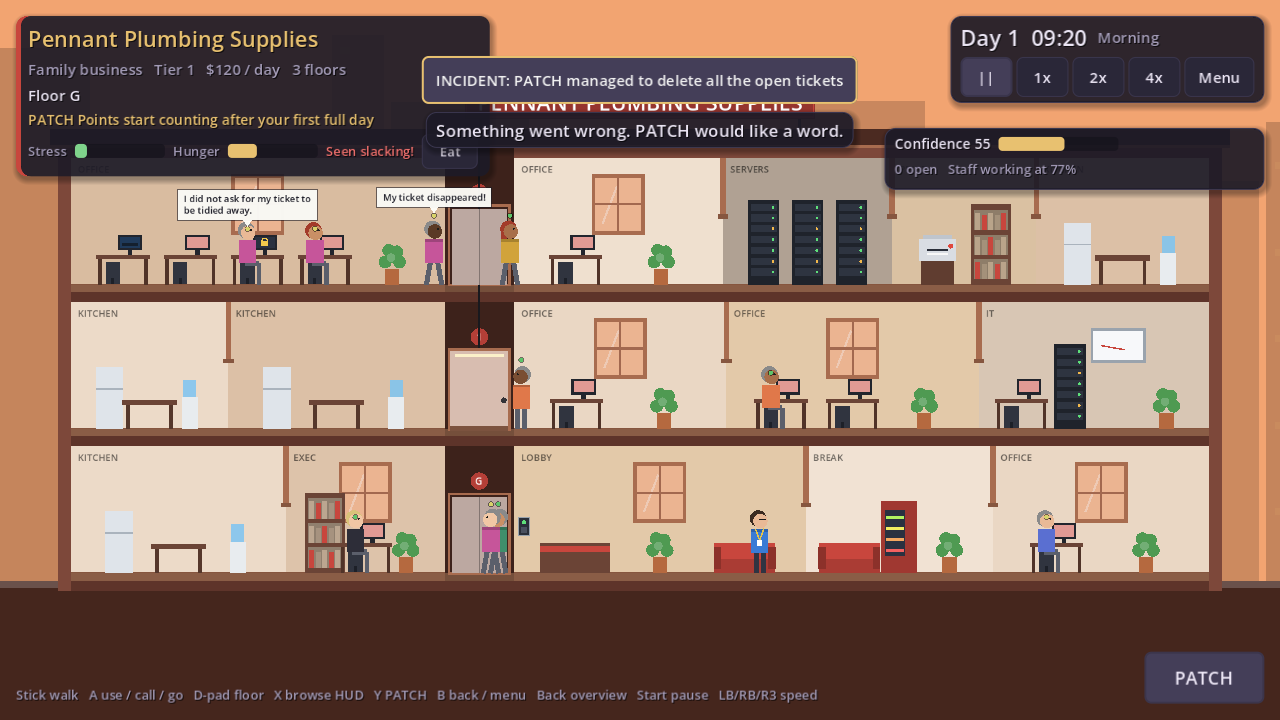 Pennant Plumbing Supplies
Family business Tier 1 $120 / day 3 floors
Floor G
PATCH Points start counting after your first full day
Stress Hunger Seen slacking! Eat
INCIDENT: PATCH managed to delete all the open tickets
ENNANT PLUMBING SUPPLIES
Something went wrong. PATCH would like a word.
Day 1 09:20 Morning
|| 1x 2x 4x Menu
Confidence 55
0 open Staff working at 77%
OFFICE
SERVERS
I did not ask for my ticket to
be tidied away.
My ticket disappeared!
KITCHEN
KITCHEN
OFFICE
OFFICE
IT
KITCHEN
EXEC
G
LOBBY
BREAK
OFFICE
Stick walk A use / call / go D-pad floor X browse HUD Y PATCH B back / menu Back overview Start pause LB/RB/R3 speed
PATCH